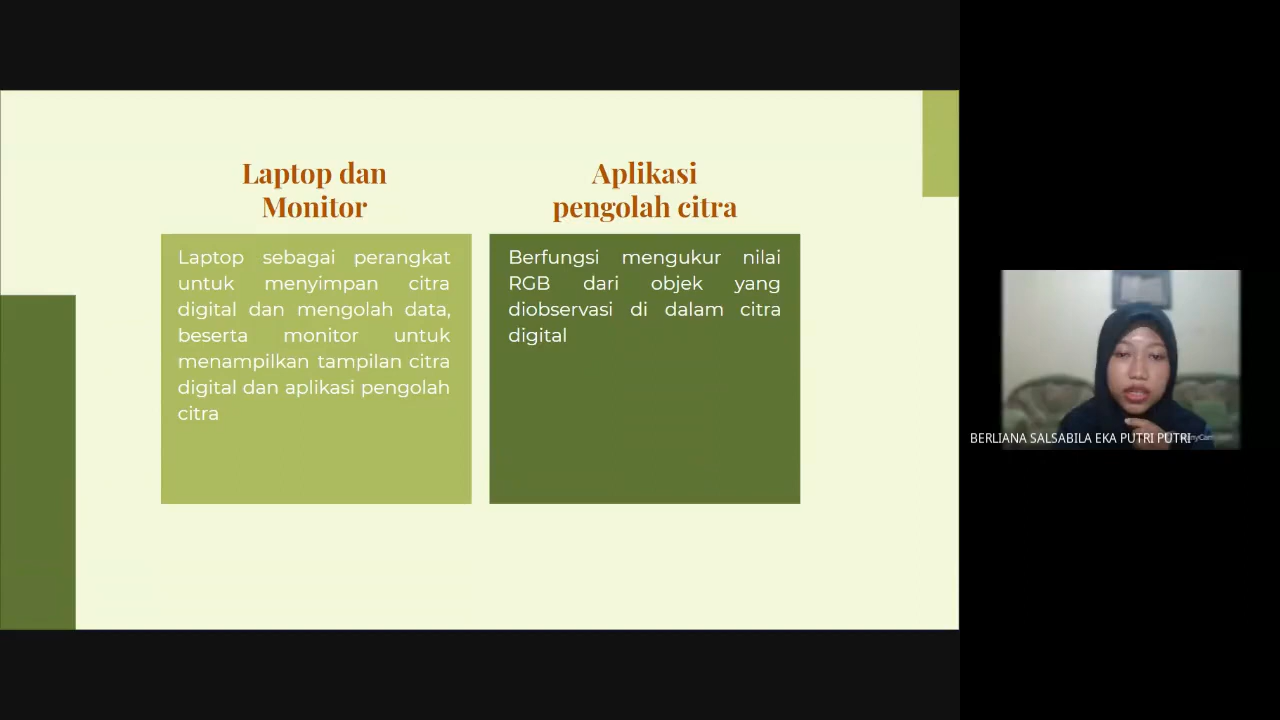 Laptop dan
Monitor
Laptop sebagai perangkat
untuk menyimpan citra
digital dan mengolah data,
beserta monitor untuk
menampilkan tampilan citra
digital dan aplikasi pengolah
citra
Aplikasi
pengolah citra
Berfungsi mengukur nilai
RGB dari objek yang
diobservasi di dalam citra
digital
BERLIANA SALSABILA EKA PUTRI PUTRI